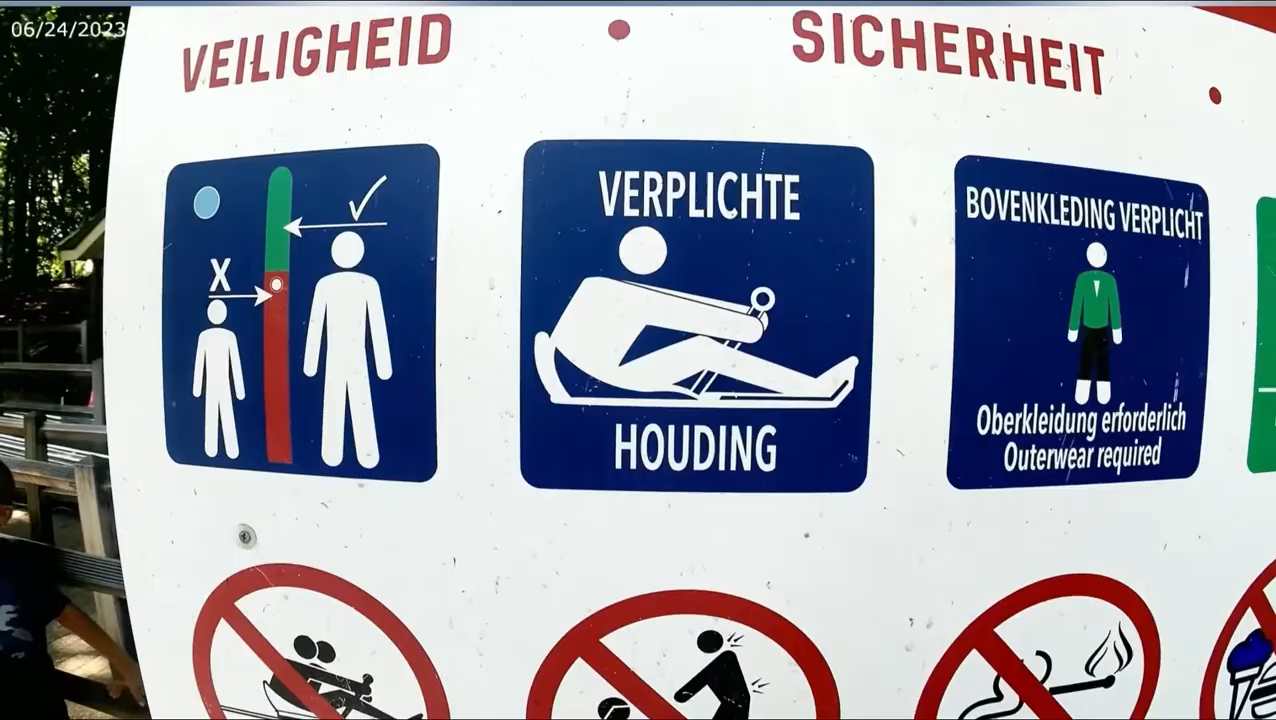 06/24/2023
VEILIGHEID • SICHERHEIT •
X
VERPLICHTE
HOUDING
BOVENKLEDING VERPLICHT
Oberkleidung erforderlich
Outerwear required